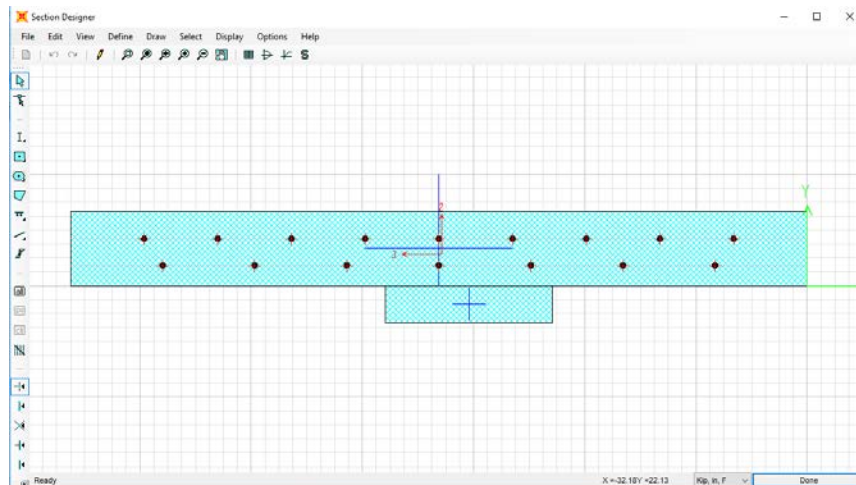 Section Designer
File Edit View Define Draw Select Display Options Help
Y
2
3
Ready X =-32.18Y =22.13 Kip, in, F Done